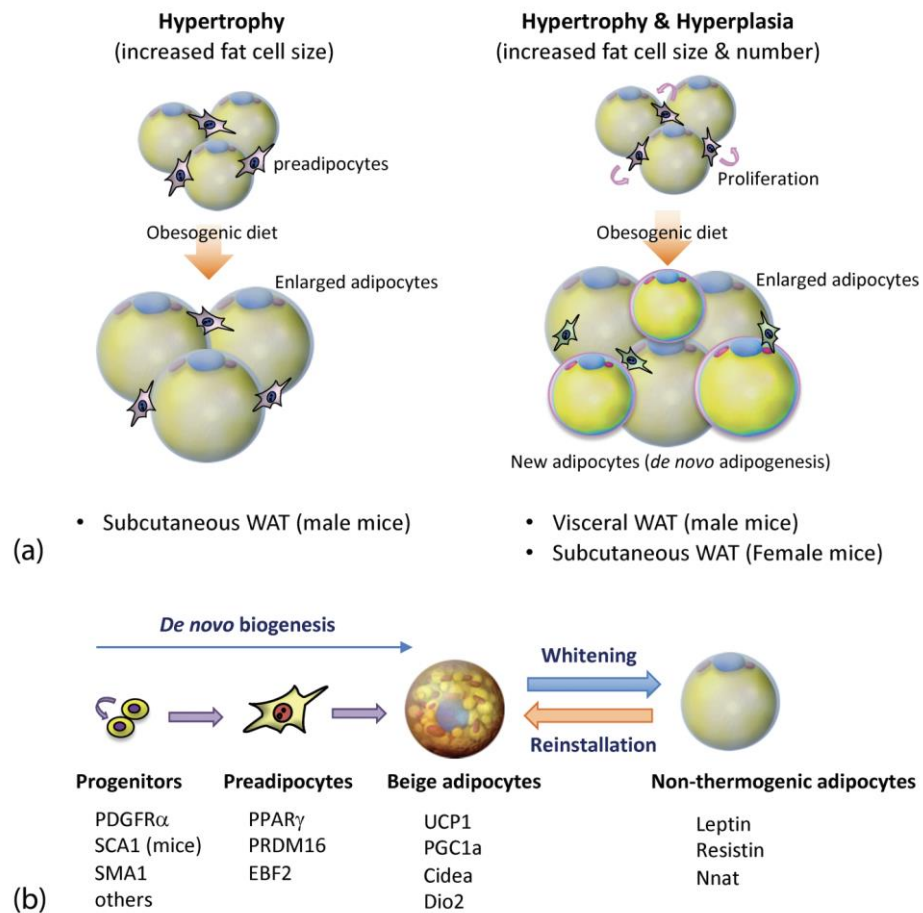 Hypertrophy
(increased fat cell size)
preadipocytes
Obesogenic diet
Enlarged adipocytes
• Subcutaneous WAT (male mice)
Hypertrophy & Hyperplasia
(increased fat cell size & number)
Proliferation
Obesogenic diet
Enlarged adipocytes
New adipocytes (de novo adipogenesis)
• Visceral WAT (male mice)
• Subcutaneous WAT (Female mice)
(a)
De novo biogenesis
Whitening
Reinstallation
Progenitors
PDGFRα
SCA1 (mice)
SMA1
others
Preadipocytes
PPARγ
PRDM16
EBF2
Beige adipocytes
UCP1
PGC1a
Cidea
Dio2
Non-thermogenic adipocytes
Leptin
Resistin
Nnat
(b)